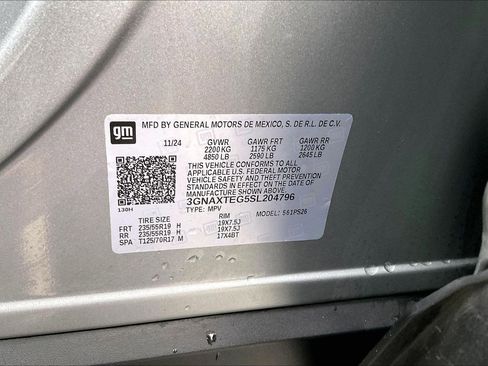 gm
MFD BY GENERAL MOTORS DE MEXICO, S. DE R.L. DE C.V.
11/24 GVWR GAWR FRT GAWR RR
2200 KG 1175 KG 1200 KG
4850 LB 2590 LB 2645 LB
THIS VEHICLE CONFORMS TO ALL
APPLICABLE U.S. FEDERAL MOTOR
VEHICLE SAFETY AND THEFT PREVENTION
STANDARDS IN EFFECT ON THE DATE OF
MANUFACTURE SHOWN ABOVE.
3GNAXTEG5SL204796
130H TYPE: MPV MODEL: 561PS26
TIRE SIZE RIM
FRT 235/55R19 H 19X7.5J
RR 235/55R19 H 19X7.5J
SPA T125/70R17 M 17X4BT